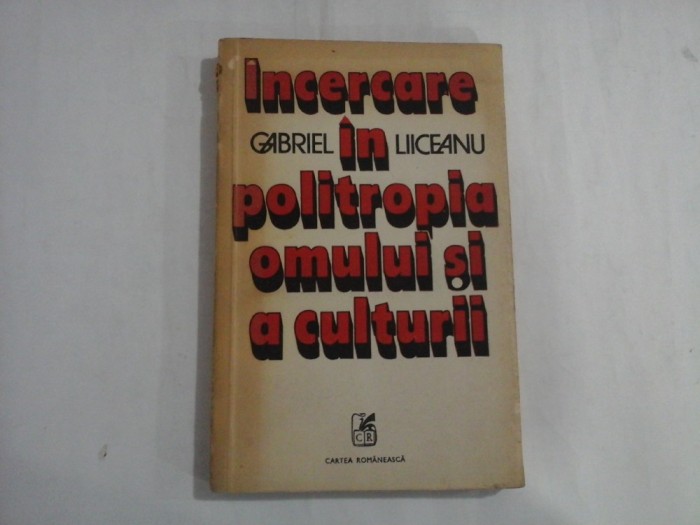 Încercare
GABRIEL în LIICEANU
politropia
omului și
a culturii
CR
CARTEA ROMÂNEASCĂ